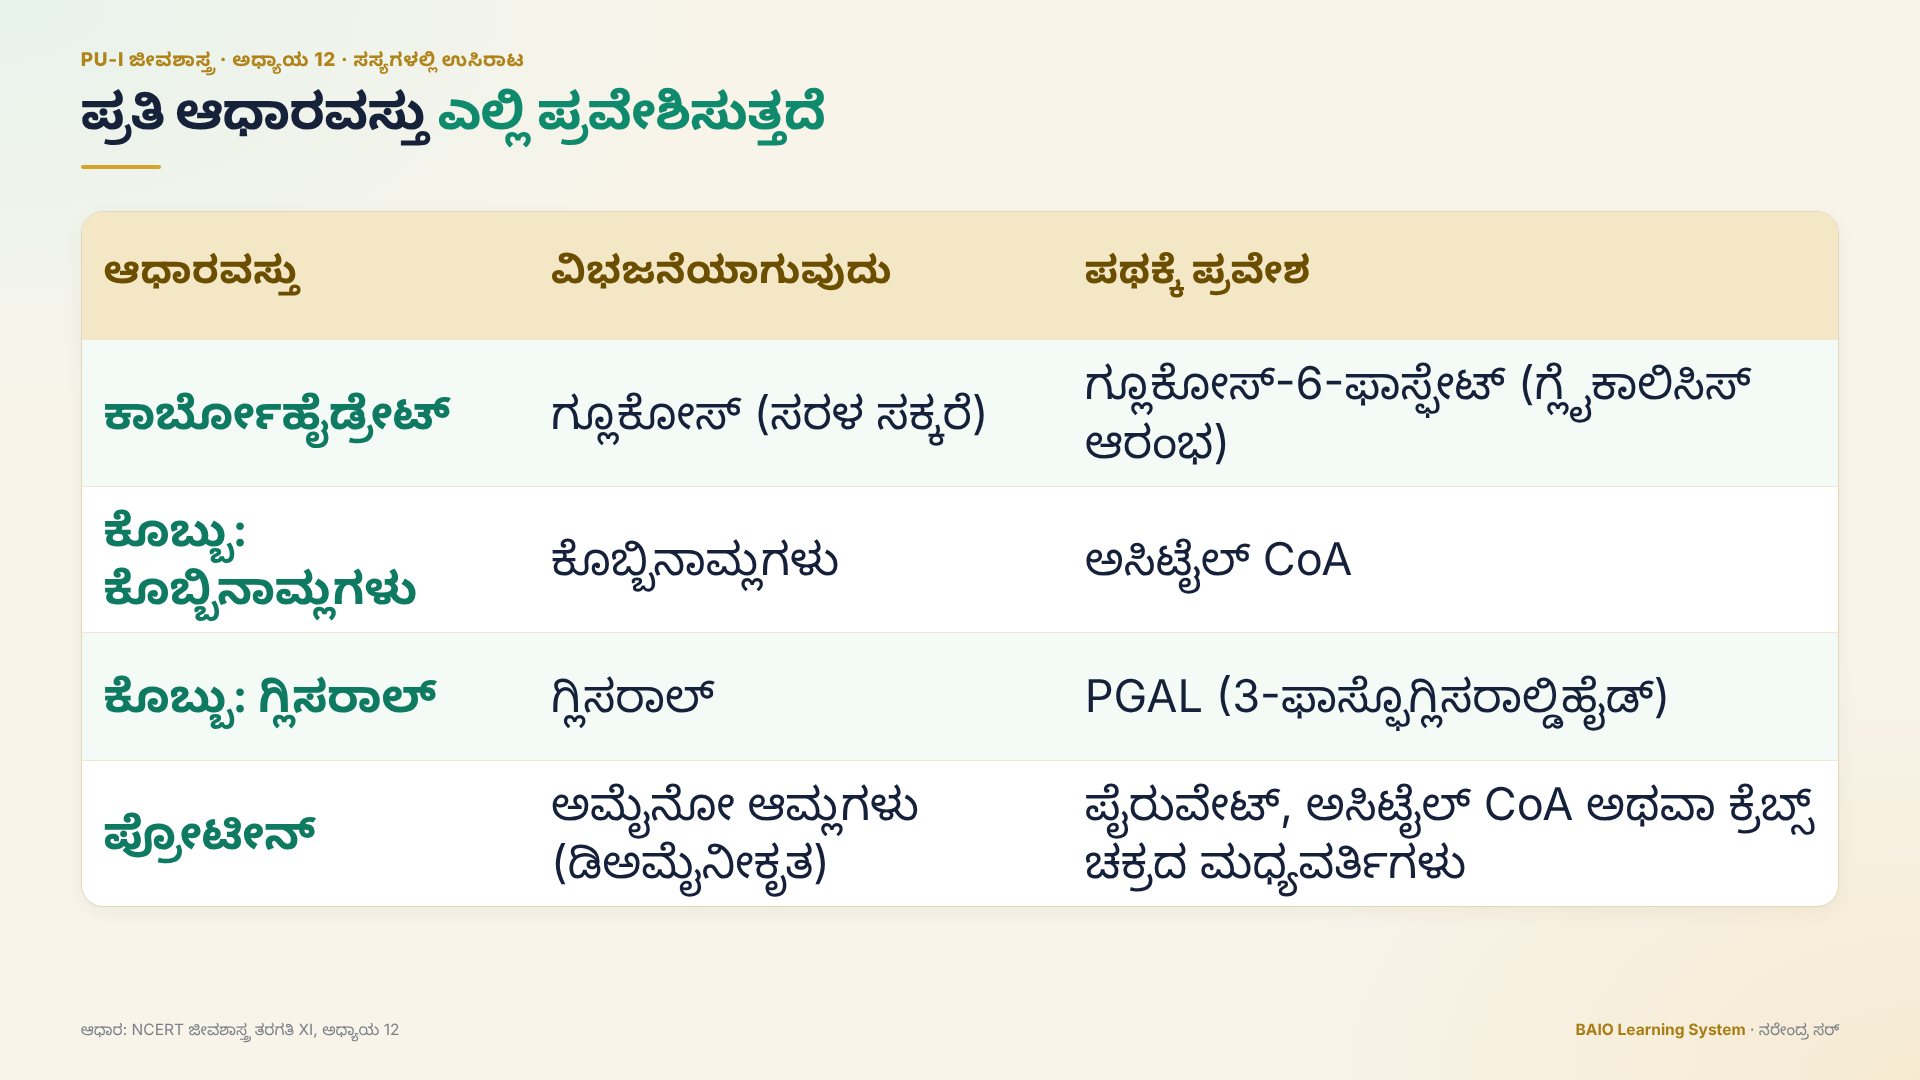 PU-I ಜೀವಶಾಸ್ತ್ರ · ಅಧ್ಯಾಯ 12 · ಸಸ್ಯಗಳಲ್ಲಿ ಉಸಿರಾಟ
ಪ್ರತಿ ಆಧಾರವಸ್ತು ಎಲ್ಲಿ ಪ್ರವೇಶಿಸುತ್ತದೆ
ಆಧಾರವಸ್ತು ವಿಭಜನೆಯಾಗುವುದು ಪಥಕ್ಕೆ ಪ್ರವೇಶ
ಕಾರ್ಬೋಹೈಡ್ರೇಟ್ ಗ್ಲೂಕೋಸ್ (ಸರಳ ಸಕ್ಕರೆ) ಗ್ಲೂಕೋಸ್-6-ಫಾಸ್ಫೇಟ್ (ಗ್ಲೈಕಾಲಿಸಿಸ್
ಆರಂಭ)
ಕೊಬ್ಬು:
ಕೊಬ್ಬಿನಾಮ್ಲಗಳು ಕೊಬ್ಬಿನಾಮ್ಲಗಳು ಅಸಿಟೈಲ್ CoA
ಕೊಬ್ಬು: ಗ್ಲಿಸರಾಲ್ ಗ್ಲಿಸರಾಲ್ PGAL (3-ಫಾಸ್ಫೊಗ್ಲಿಸರಾಲ್ಡಿಹೈಡ್)
ಪ್ರೋಟೀನ್ ಅಮೈನೋ ಆಮ್ಲಗಳು
(ಡಿಅಮೈನೀಕೃತ) ಪೈರುವೇಟ್, ಅಸಿಟೈಲ್ CoA ಅಥವಾ ಕ್ರೆಬ್ಸ್
ಚಕ್ರದ ಮಧ್ಯವರ್ತಿಗಳು
ಆಧಾರ: NCERT ಜೀವಶಾಸ್ತ್ರ ತರಗತಿ XI, ಅಧ್ಯಾಯ 12
BAIO Learning System · ನರೇಂದ್ರ ಸರ್